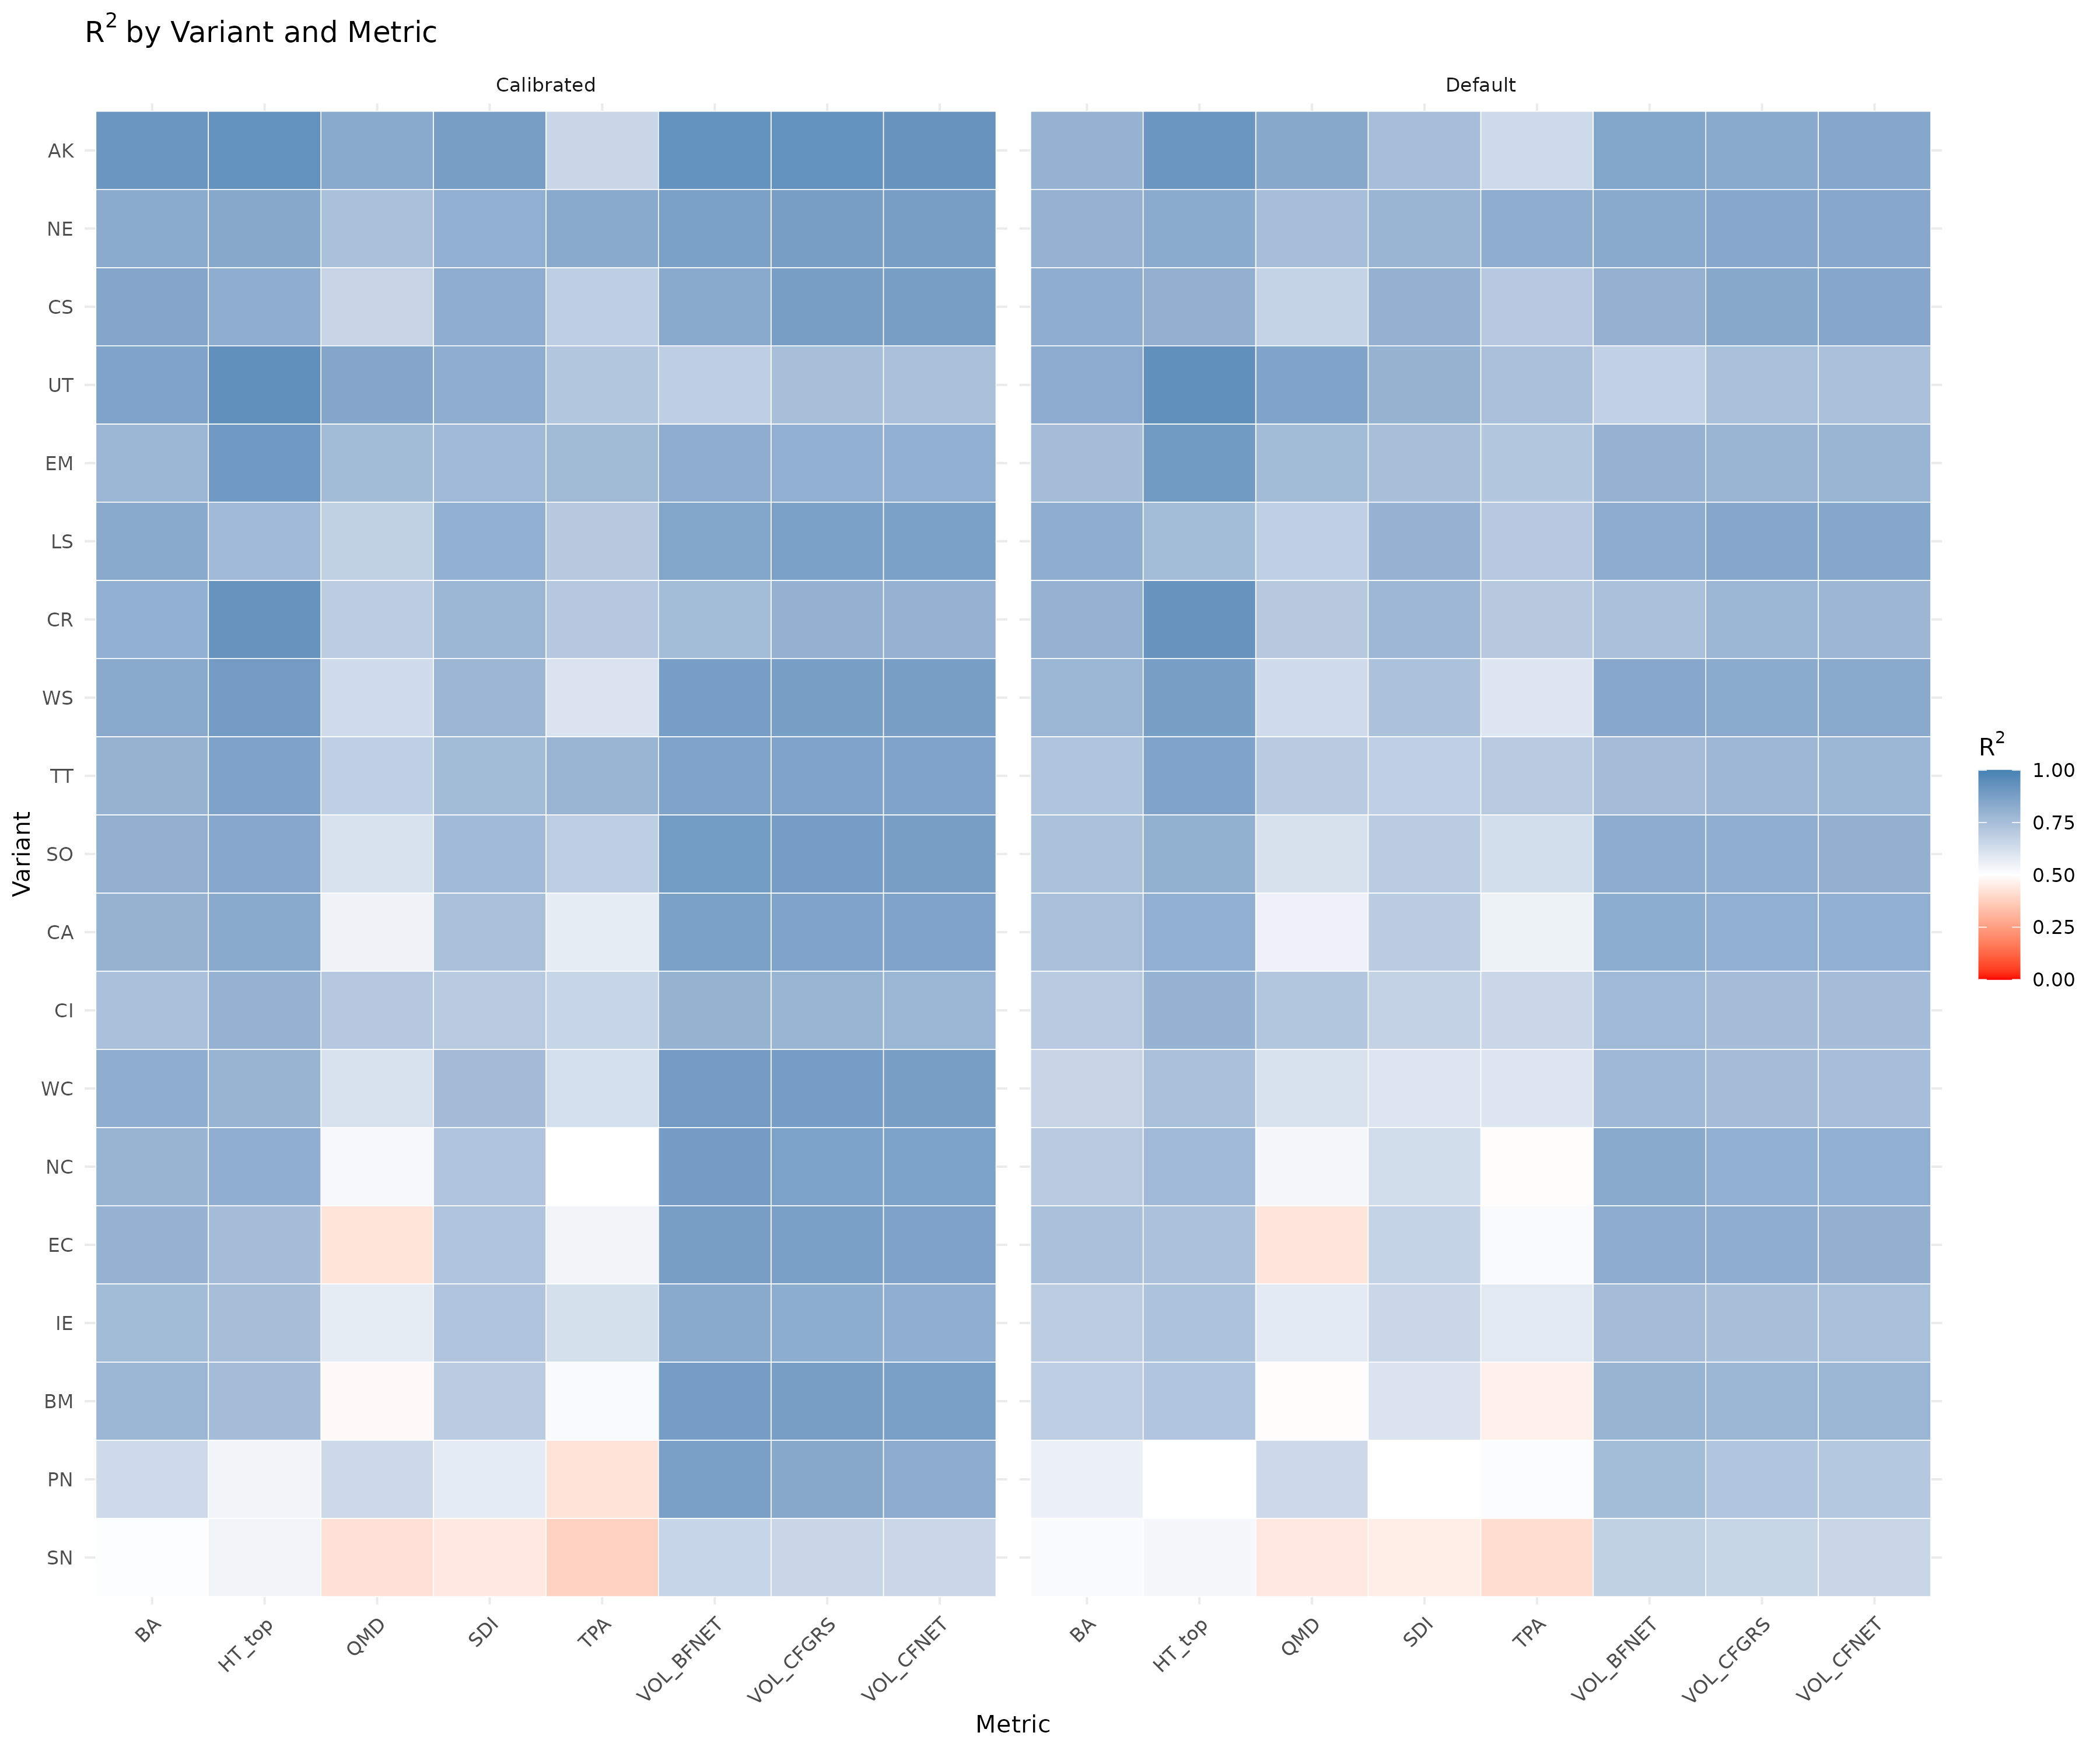 R² by Variant and Metric
Calibrated
Default
AK
NE
CS
UT
EM
LS
CR
WS
TT
SO
CA
CI
WC
NC
EC
IE
BM
PN
SN
Variant
BA
HT_top
QMD
SDI
TPA
VOL_BFNET
VOL_CFGRS
VOL_CFNET
BA
HT_top
QMD
SDI
TPA
VOL_BFNET
VOL_CFGRS
VOL_CFNET
Metric
R²
1.00
0.75
0.50
0.25
0.00